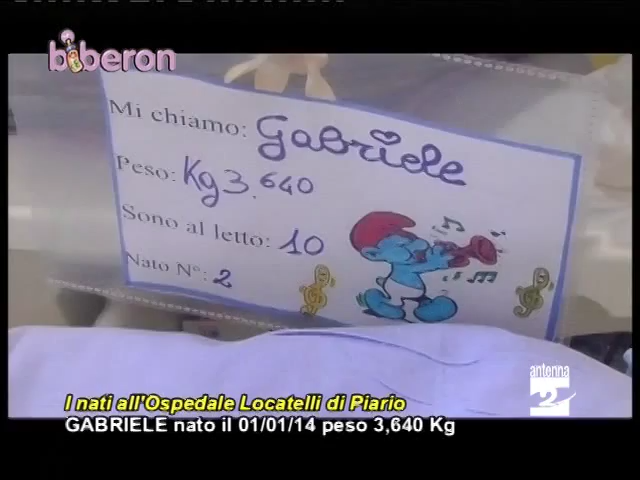 biberon
Mi chiamo: Gabriele
Peso: Kg 3.640
Sono al letto: 10
Nato N°: 2
antenna
2
I nati all'Ospedale Locatelli di Piario
GABRIELE nato il 01/01/14 peso 3,640 Kg